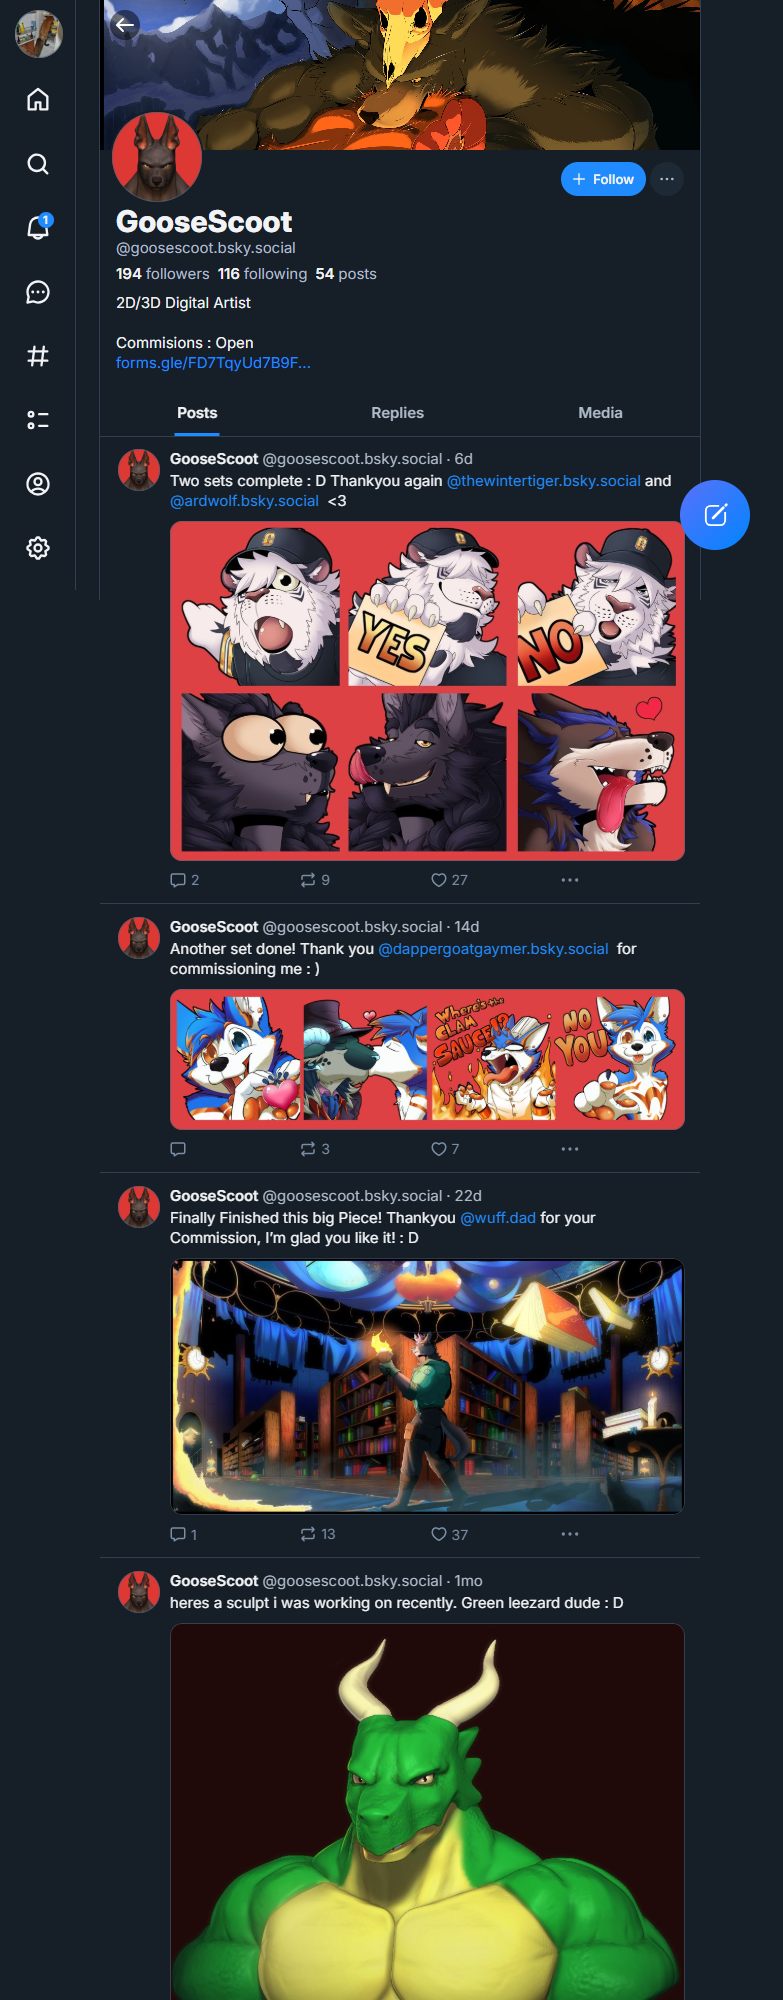 1
+ Follow
GooseScoot
@goosescoot.bsky.social
194 followers 116 following 54 posts
2D/3D Digital Artist
Commisions : Open
forms.gle/FD7TqyUd7B9F...
Posts
Replies
Media
GooseScoot @goosescoot.bsky.social · 6d
Two sets complete : D Thankyou again @thewintertiger.bsky.social and
@ardwolf.bsky.social <3
YES
NO
2
9
27
GooseScoot @goosescoot.bsky.social · 14d
Another set done! Thank you @dappergoatgaymer.bsky.social for
commissioning me : )
Where's the
CLAM
SAUCE!?
NO
YOU
3
7
GooseScoot @goosescoot.bsky.social · 22d
Finally Finished this big Piece! Thankyou @wuff.dad for your
Commission, I'm glad you like it! : D
1
13
37
GooseScoot @goosescoot.bsky.social · 1mo
heres a sculpt i was working on recently. Green leezard dude : D